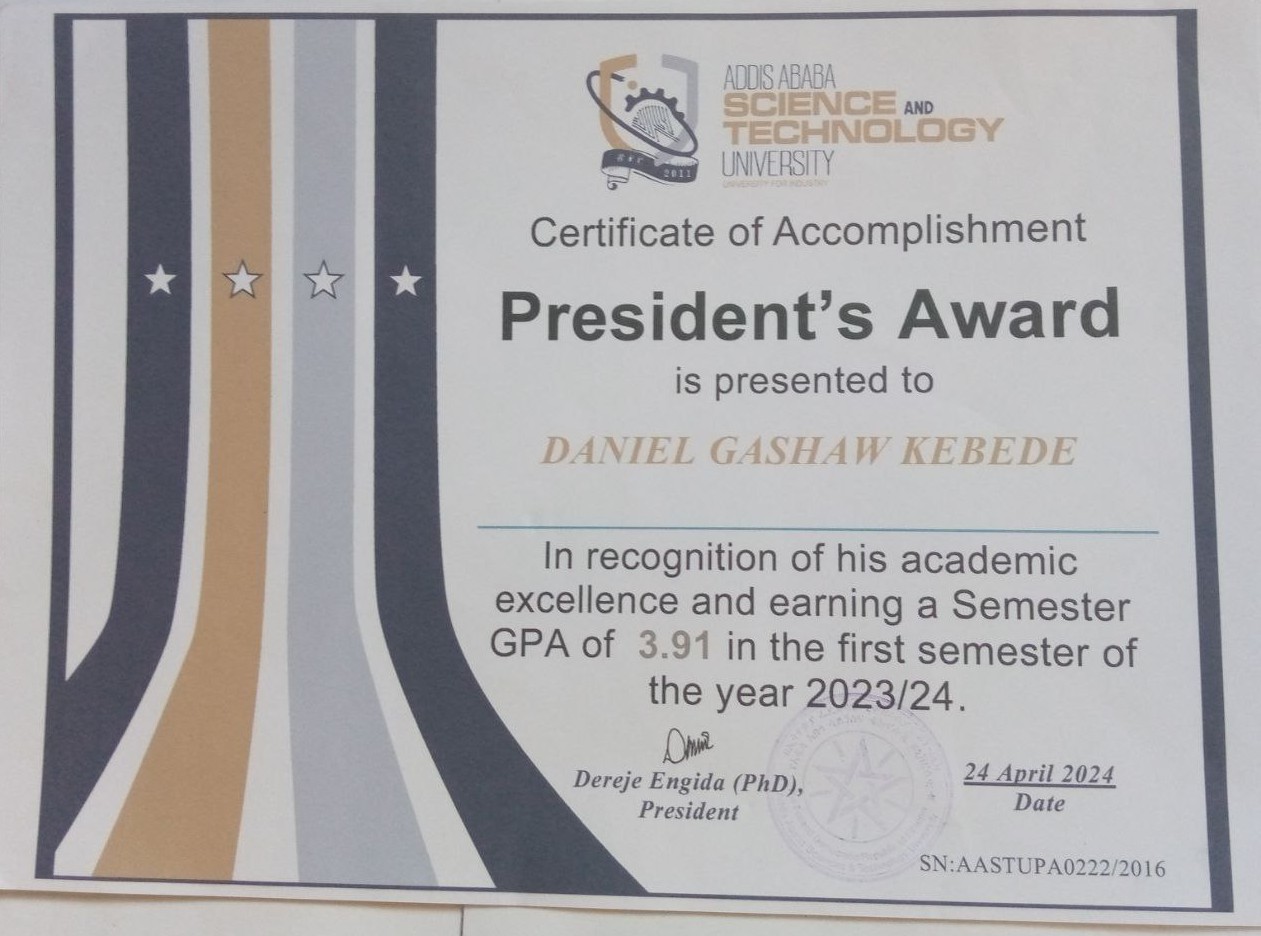 ADDIS ABABA
SCIENCE AND
TECHNOLOGY
UNIVERSITY
UNIVERSITY FOR INDUSTRY
2011
Certificate of Accomplishment
President’s Award
is presented to
DANIEL GASHAW KEBEDE
In recognition of his academic
excellence and earning a Semester
GPA of 3.91 in the first semester of
the year 2023/24.
Dereje Engida (PhD),
President
24 April 2024
Date
SN:AASTUPA0222/2016